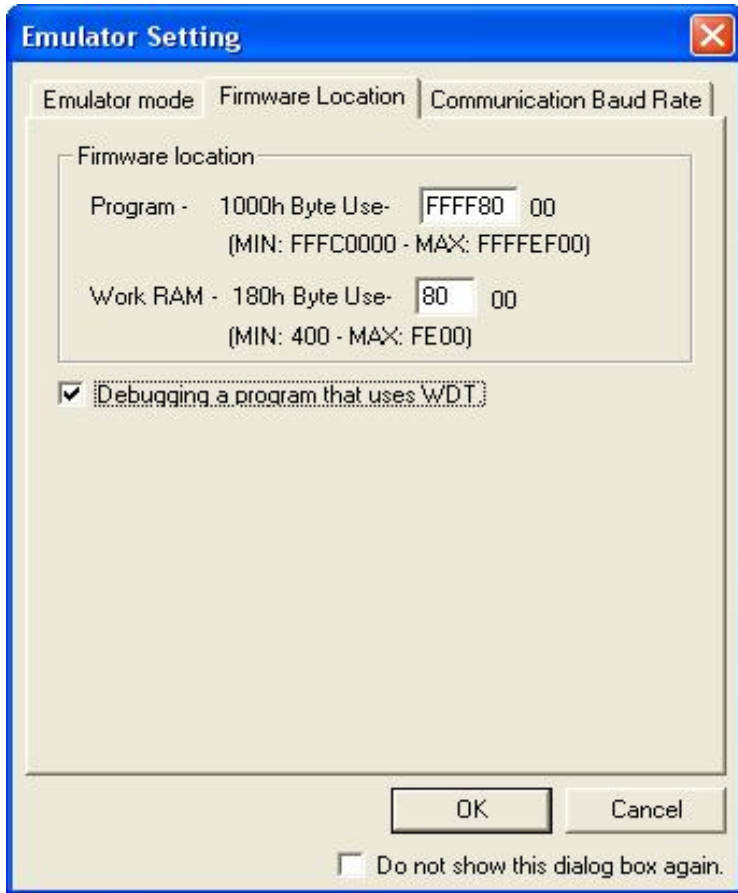 Emulator Setting
Emulator mode Firmware Location Communication Baud Rate
Firmware location
Program - 1000h Byte Use- FFFF80 00
(MIN: FFFC0000 - MAX: FFFFEF00)
Work RAM - 180h Byte Use- 80 00
(MIN: 400 - MAX: FE00)
Debugging a program that uses WDT.
OK Cancel
Do not show this dialog box again.